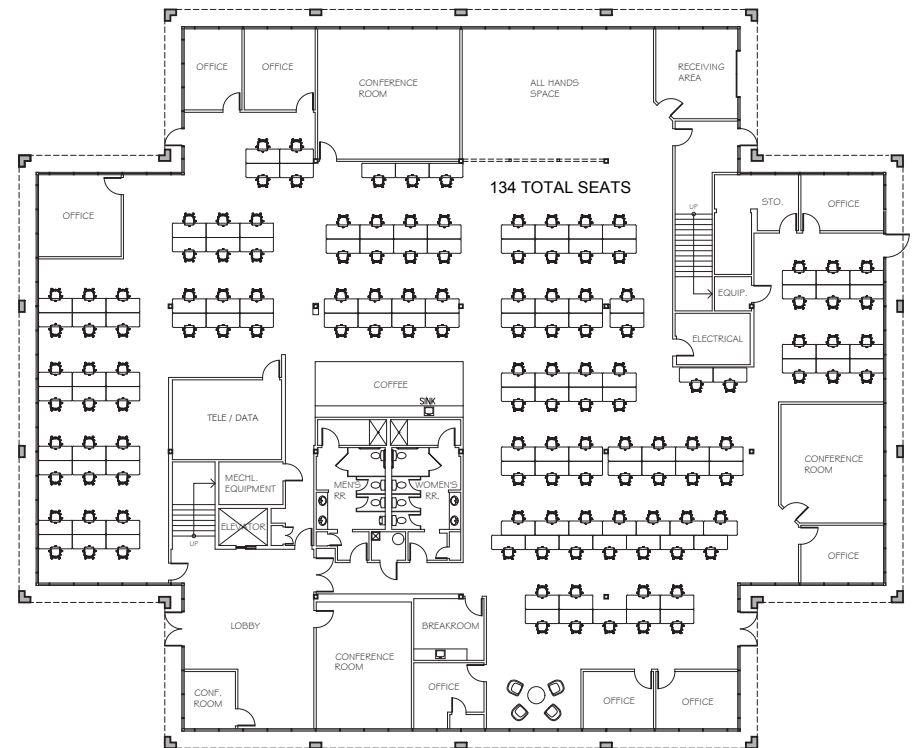 OFFICE
OFFICE
CONFERENCE
ROOM
ALL HANDS
SPACE
RECEIVING
AREA
134 TOTAL SEATS
OFFICE
UP
STO.
OFFICE
EQUIP.
ELECTRICAL
COFFEE
SINK
TELE / DATA
MECHL.
EQUIPMENT
MEN'S
RR.
WOMEN'S
RR.
CONFERENCE
ROOM
ELEVATOR
UP
OFFICE
LOBBY
BREAKROOM
CONFERENCE
ROOM
CONF.
ROOM
OFFICE
OFFICE
OFFICE